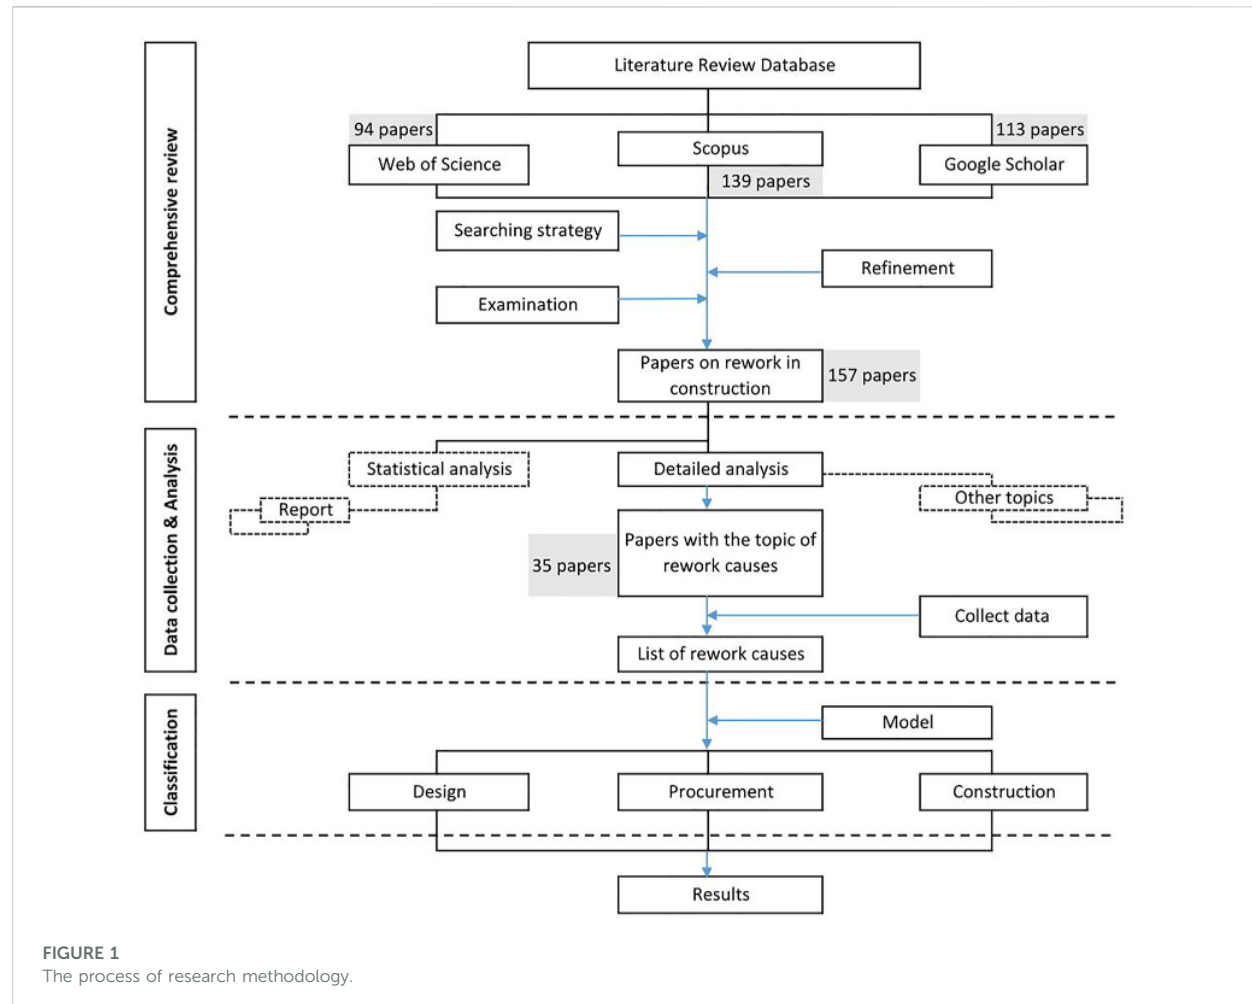 Comprehensive review
Literature Review Database
94 papers
113 papers
Web of Science
Scopus
Google Scholar
139 papers
Searching strategy
Refinement
Examination
Papers on rework in
construction
157 papers
Data collection & Analysis
Statistical analysis
Detailed analysis
Report
Other topics
Papers with the topic of
rework causes
35 papers
Collect data
List of rework causes
Classification
Model
Design
Procurement
Construction
Results
FIGURE 1
The process of research methodology.